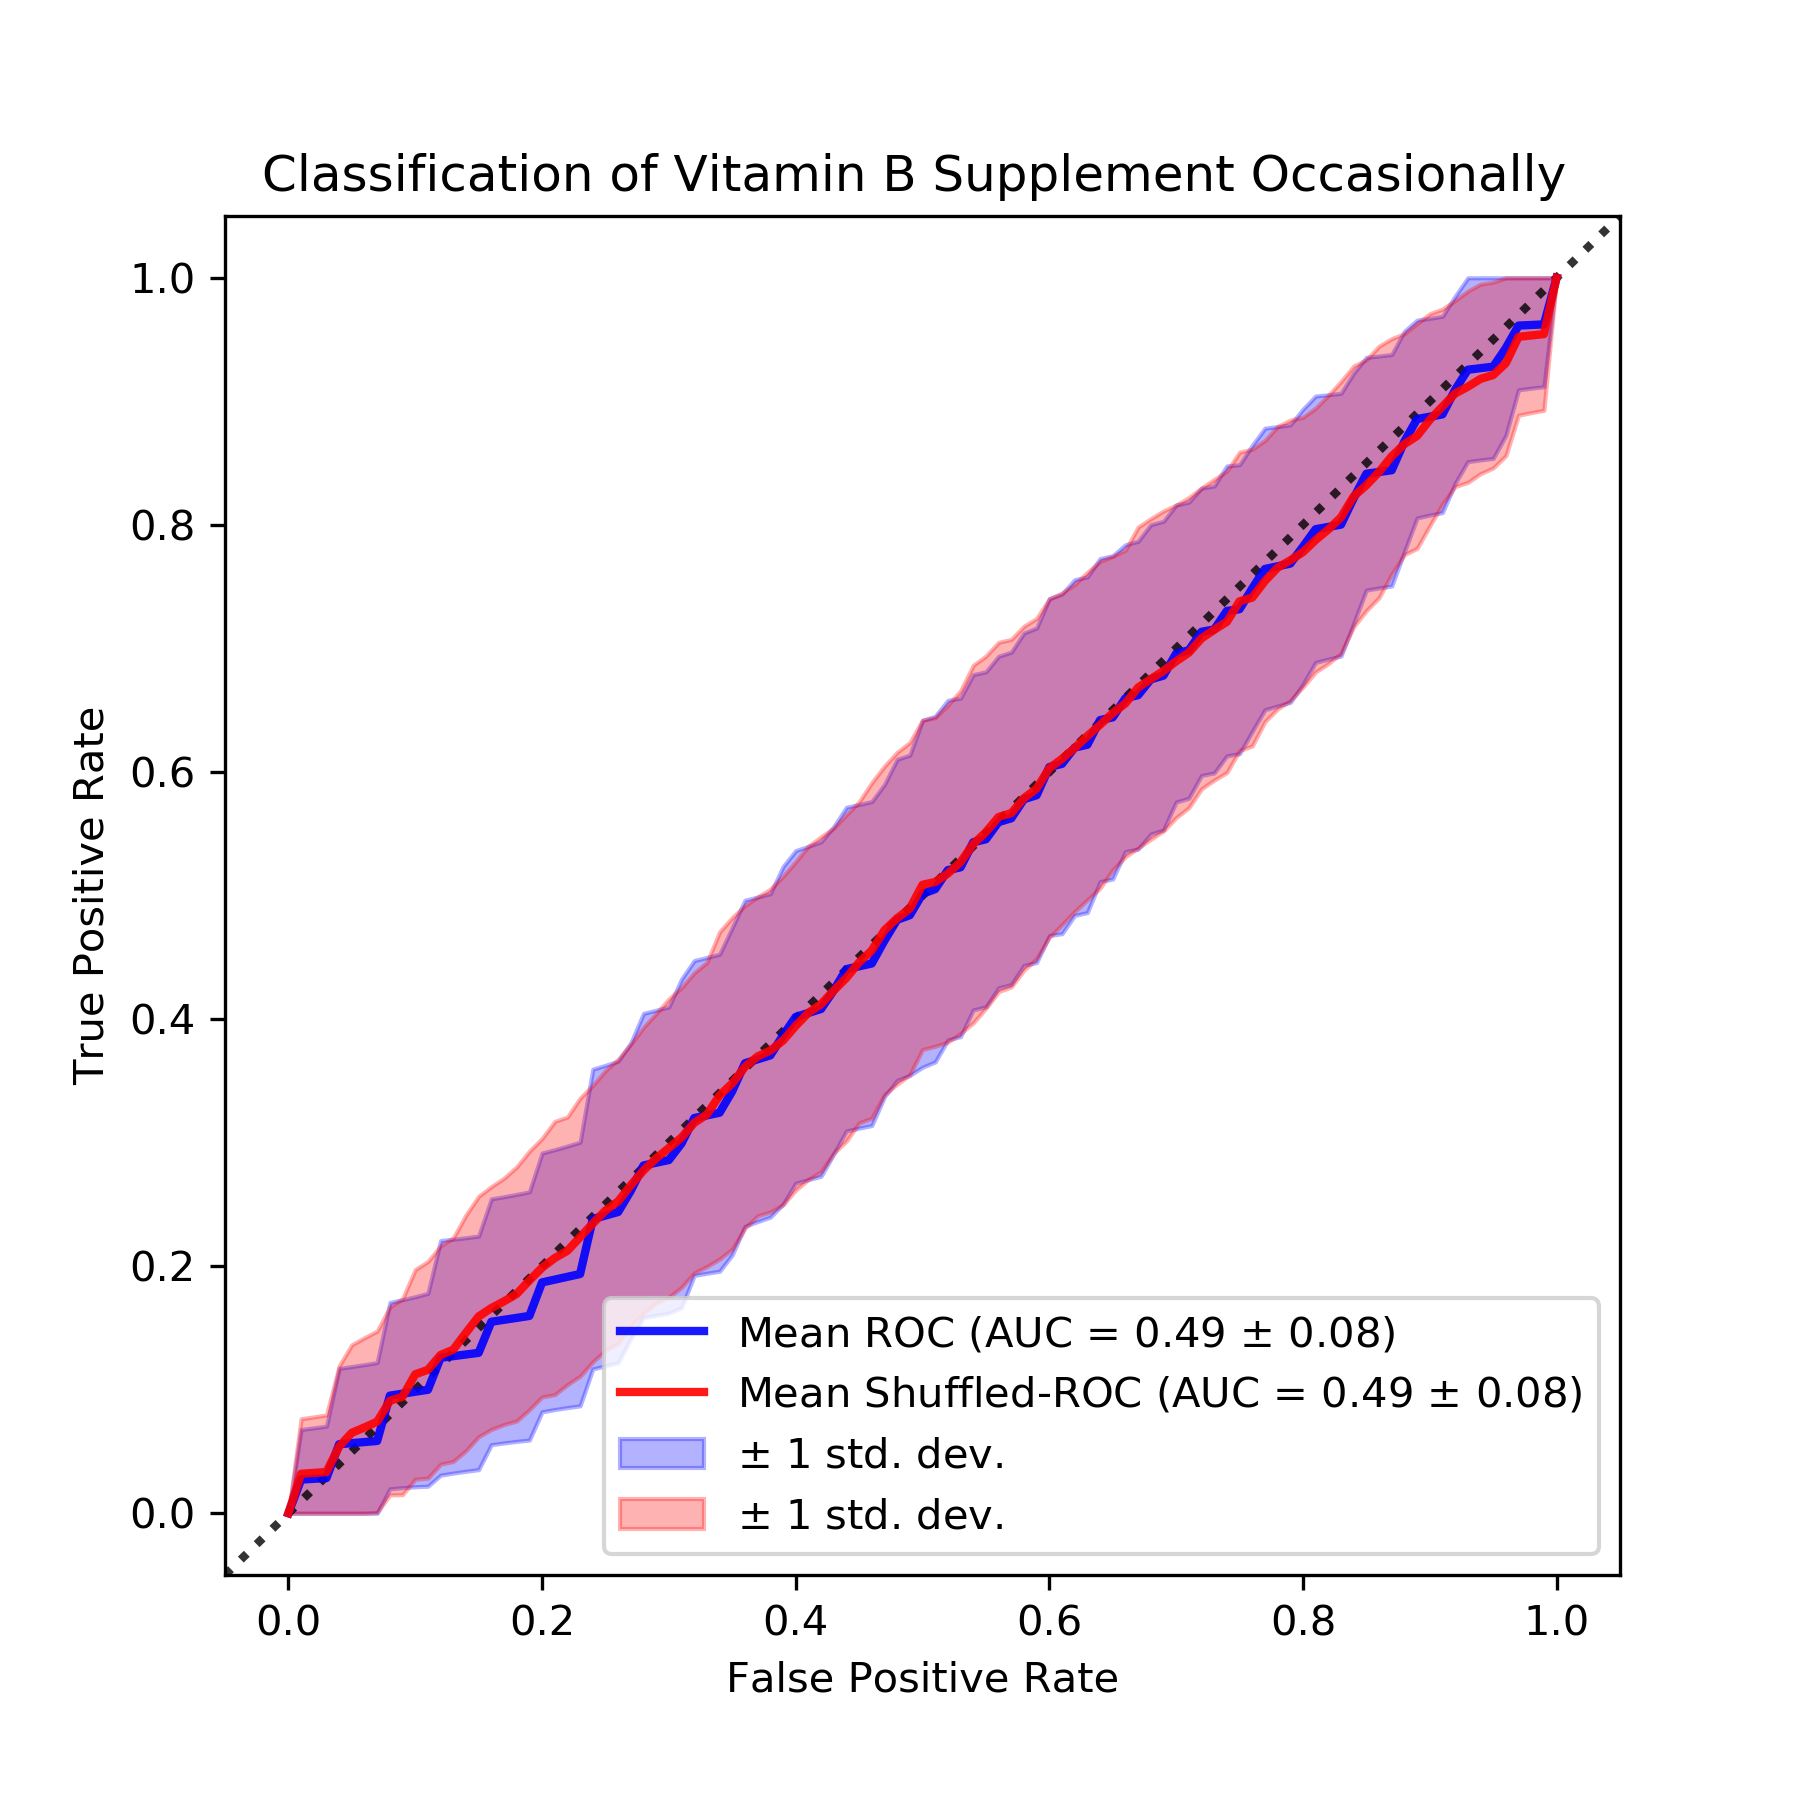 Classification of Vitamin B Supplement Occasionally
True Positive Rate
1.0
0.8
0.6
0.4
0.2
0.0
Mean ROC (AUC = 0.49 ± 0.08)
Mean Shuffled-ROC (AUC = 0.49 ± 0.08)
± 1 std. dev.
± 1 std. dev.
0.0 0.2 0.4 0.6 0.8 1.0
False Positive Rate